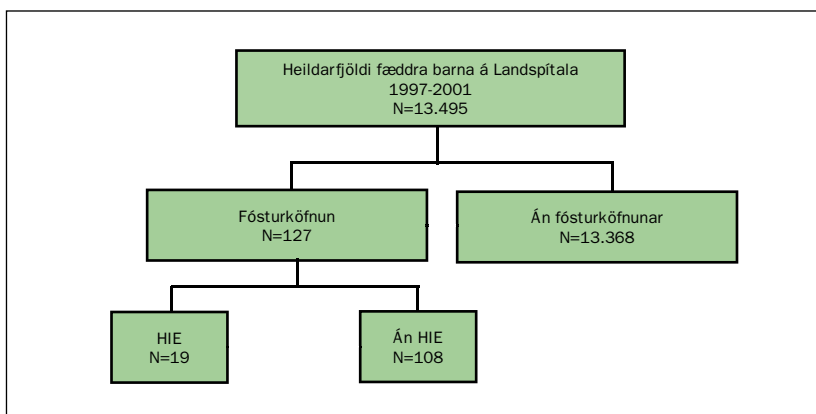 Heildarfjöldi fæddra barna á Landspítala
1997-2001
N=13.495
Fósturköfnun
N=127
Án fósturköfnunar
N=13.368
HIE
N=19
Án HIE
N=108